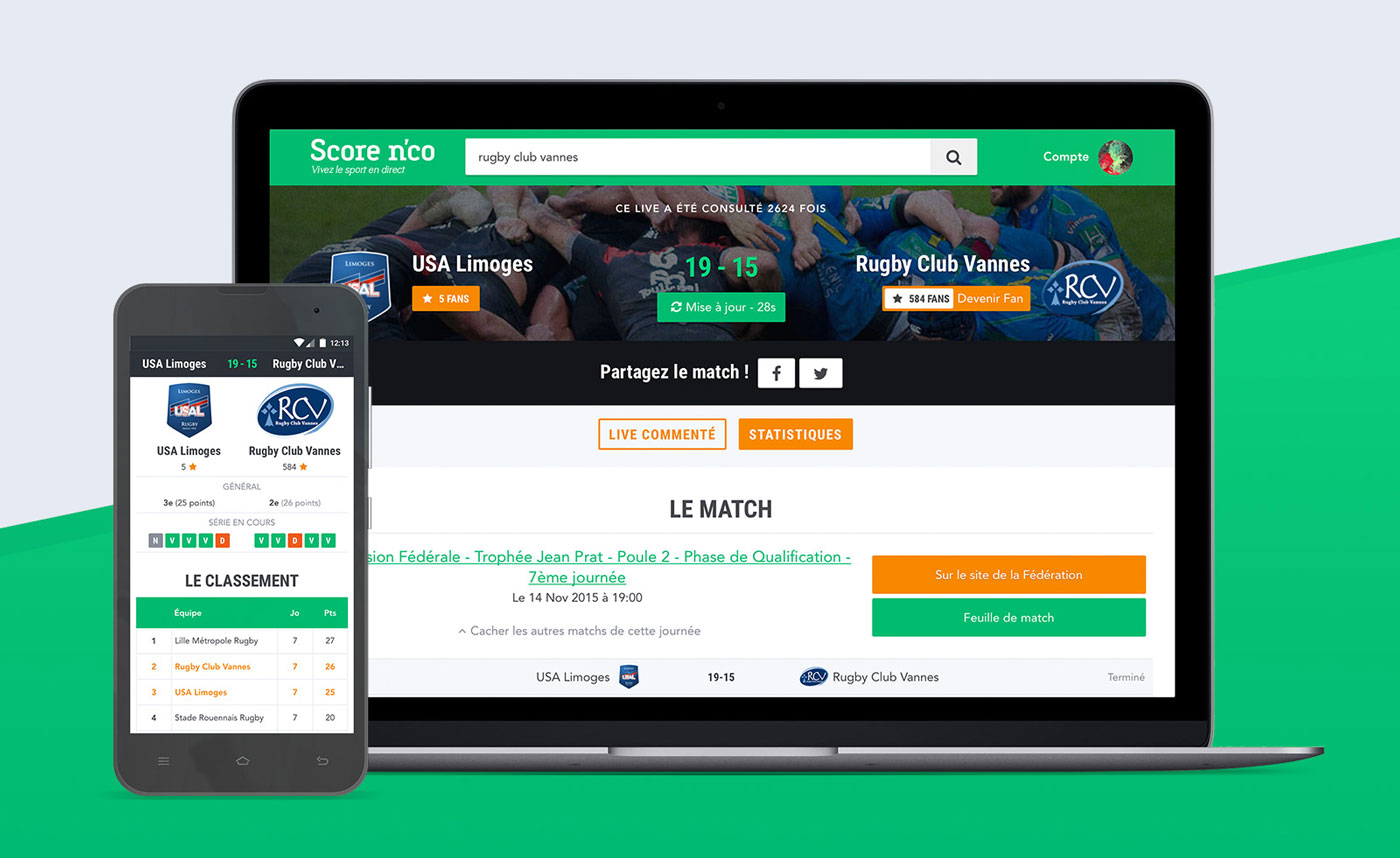 Score n'co
Vivez le sport en direct
rugby club vannes
Compte
CE LIVE A ÉTÉ CONSULTÉ 2624 FOIS
LIMOGES
USA Limoges
5 FANS
19 - 15
Mise à jour - 28s
Rugby Club Vannes
584 FANS Devenir Fan
RCV
Rugby Club Vannes
Partagez le match !
LIVE COMMENTÉ
STATISTIQUES
LE MATCH
sion Fédérale - Trophée Jean Prat - Poule 2 - Phase de Qualification -
7ème journée
Le 14 Nov 2015 à 19:00
Cacher les autres matchs de cette journée
Sur le site de la Fédération
Feuille de match
USA Limoges 19-15 RCV Rugby Club Vannes Terminé
12:13
USA Limoges 19 - 15 Rugby Club V...
LIMOGES
USAL
RUGBY
RCV
Rugby Club Vannes
USA Limoges Rugby Club Vannes
5 584
GÉNÉRAL
3e (25 points) 2e (26 points)
SÉRIE EN COURS
N V V V D V V D V V
LE CLASSEMENT
Équipe Jo Pts
1 Lille Métropole Rugby 7 27
2 Rugby Club Vannes 7 26
3 USA Limoges 7 25
4 Stade Rouennais Rugby 7 20